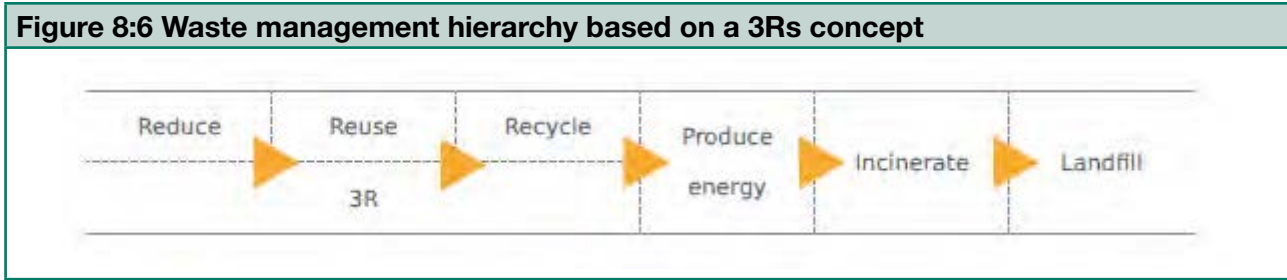 Figure 8:6 Waste management hierarchy based on a 3Rs concept
Reduce
Reuse
Recycle
3R
Produce
energy
Incinerate
Landfill